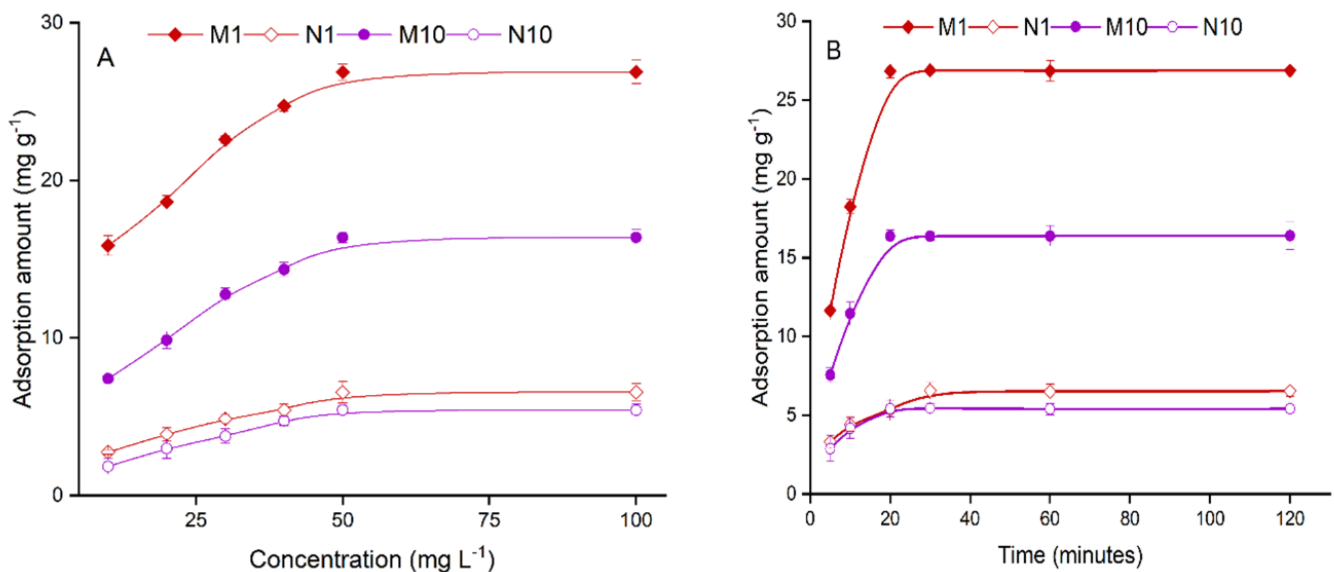 A
M1 N1 M10 N10
30
20
10
0
Adsorption amount (mg g⁻¹)
25 50 75 100
Concentration (mg L⁻¹)
B
M1 N1 M10 N10
30
25
20
15
10
5
0
Adsorption amount (mg g⁻¹)
0 20 40 60 80 100 120
Time (minutes)